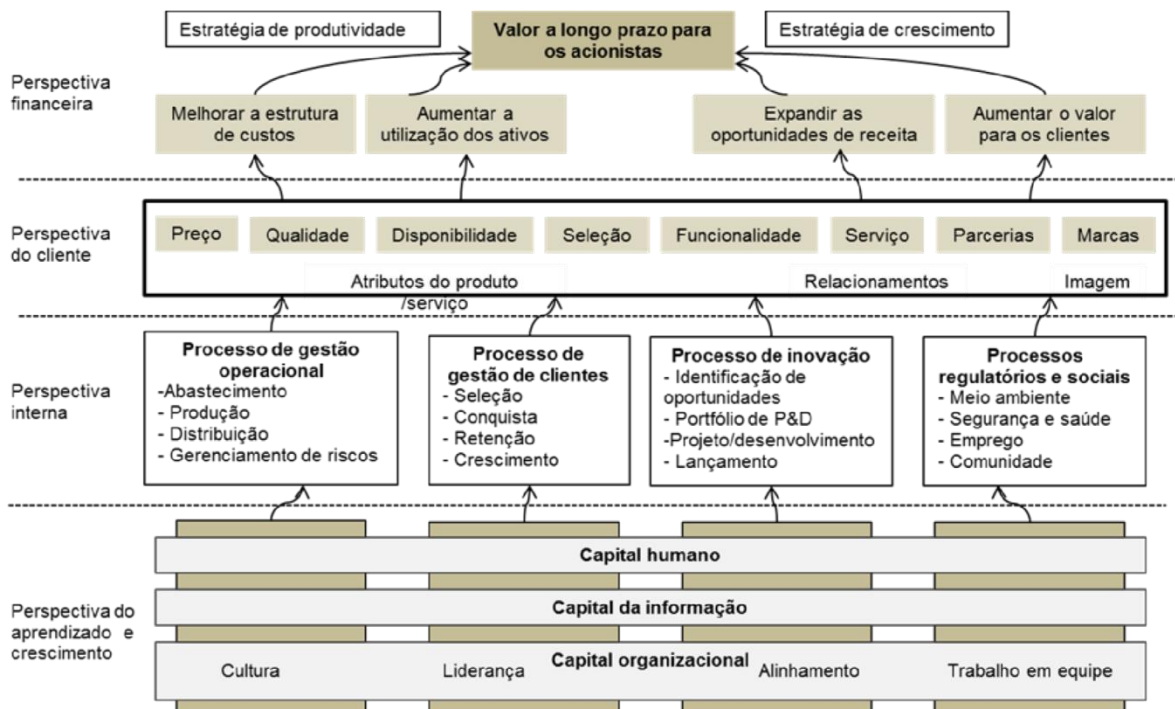 Estratégia de produtividade
Valor a longo prazo para
os acionistas
Estratégia de crescimento
Perspectiva
financeira
Melhorar a estrutura
de custos
Aumentar a
utilização dos ativos
Expandir as
oportunidades de receita
Aumentar o valor
para os clientes
Perspectiva
do cliente
Preço
Qualidade
Disponibilidade
Seleção
Funcionalidade
Serviço
Parcerias
Marcas
Atributos do produto
/serviço
Relacionamentos
Imagem
Perspectiva
interna
Processo de gestão
operacional
-Abastecimento
- Produção
- Distribuição
- Gerenciamento de riscos
Processo de
gestão de clientes
- Seleção
- Conquista
- Retenção
- Crescimento
Processo de inovação
- Identificação de
oportunidades
- Portfólio de P&D
-Projeto/desenvolvimento
- Lançamento
Processos
regulatórios e sociais
- Meio ambiente
- Segurança e saúde
- Emprego
- Comunidade
Perspectiva do
aprendizado e
crescimento
Capital humano
Capital da informação
Capital organizacional
Cultura
Liderança
Alinhamento
Trabalho em equipe